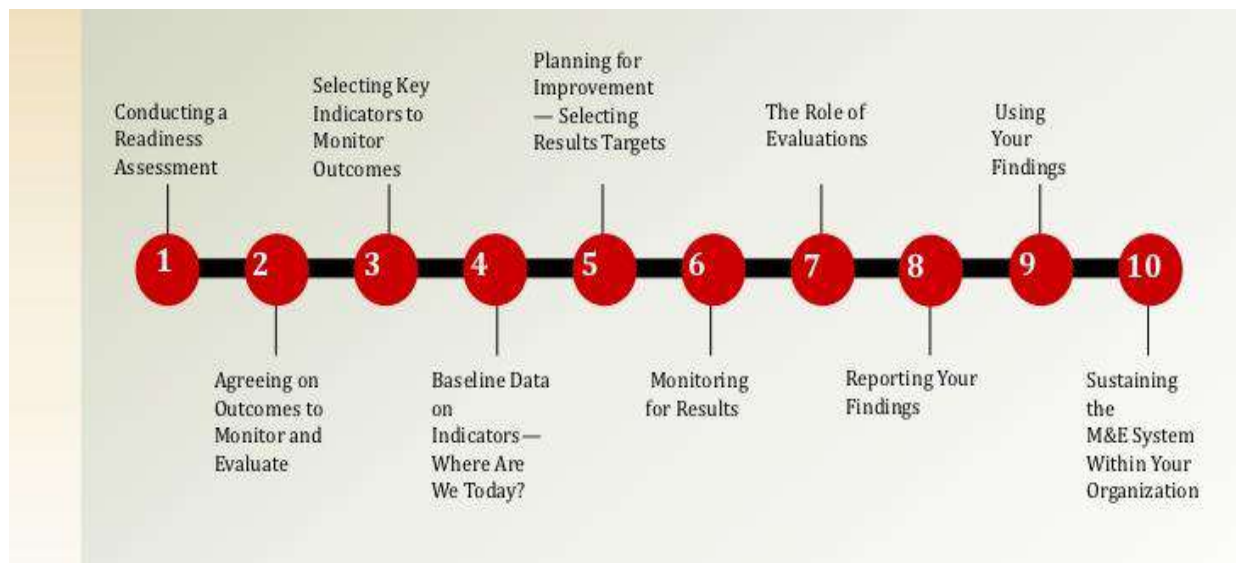 Conducting a
Readiness
Assessment
Selecting Key
Indicators to
Monitor
Outcomes
Planning for
Improvement
— Selecting
Results Targets
The Role of
Evaluations
Using
Your
Findings
1
2
3
4
5
6
7
8
9
10
Agreeing on
Outcomes to
Monitor and
Evaluate
Baseline Data
on
Indicators—
Where Are
We Today?
Monitoring
for Results
Reporting Your
Findings
Sustaining
the
M&E System
Within Your
Organization